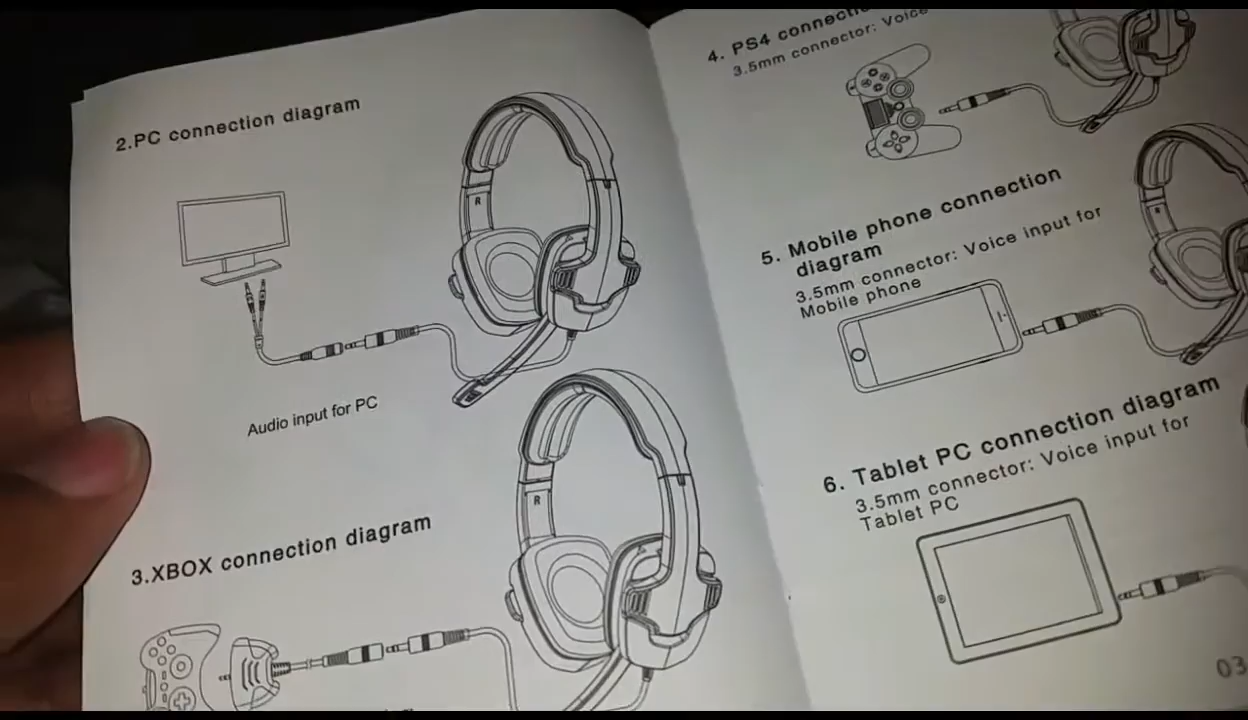 2.PC connection diagram
R
Audio input for PC
R
3.XBOX connection diagram
4. PS4
3.5mm connector: Voice
5. Mobile phone connection
diagram
3.5mm connector: Voice input for
Mobile phone
R
6. Tablet PC connection diagram
3.5mm connector: Voice input for
Tablet PC
03